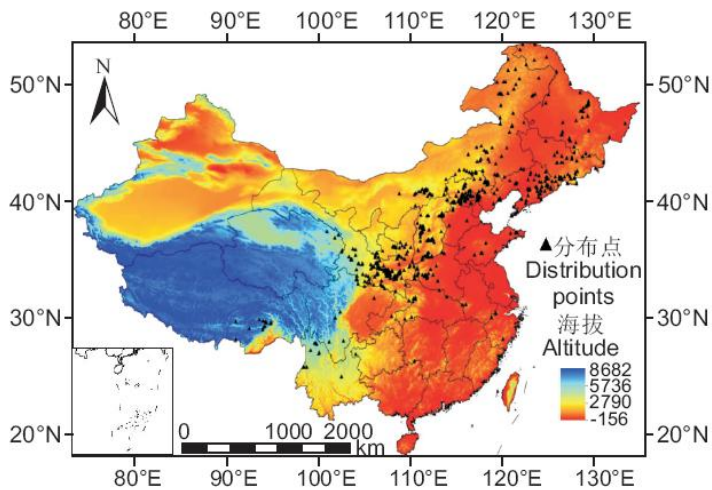 80°E 90°E 100°E 110°E 120°E 130°E
N
50°N 50°N
40°N 40°N
▲分布点
Distribution
points
30°N 30°N
海拔
Altitude
8682
5736
2790
-156
0 1000 2000
km
20°N 20°N
80°E 90°E 100°E 110°E 120°E 130°E